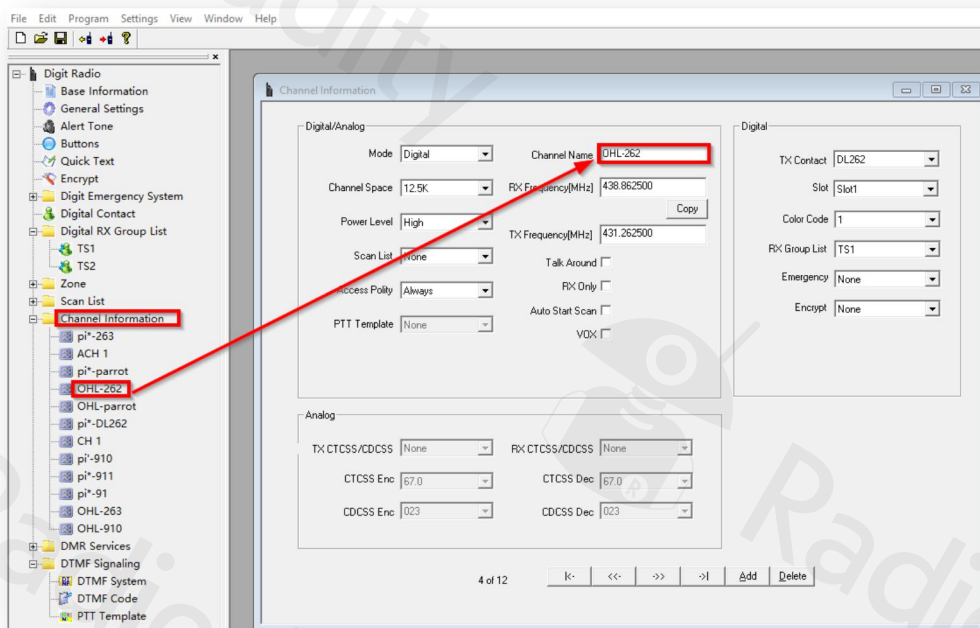 File Edit Program Settings View Window Help
Digit Radio
Base Information
General Settings
Alert Tone
Buttons
Quick Text
Encrypt
Digit Emergency System
Digital Contact
Digital RX Group List
TS1
TS2
Zone
Scan List
Channel Information
pi*-263
ACH 1
pi*-parrot
OHL-262
OHL-parrot
pi*-DL262
CH 1
pi'-910
pi*-911
pi*-91
OHL-263
OHL-910
DMR Services
DTMF Signaling
DTMF System
DTMF Code
PTT Template
Channel Information
Digital/Analog
Mode Digital
Channel Space 12.5K
Power Level High
Scan List None
Access Polity Always
PTT Template None
Channel Name OHL-262
RX Frequency[MHz] 438.862500
Copy
TX Frequency[MHz] 431.262500
Talk Around
RX Only
Auto Start Scan
VOX
Digital
TX Contact DL262
Slot Slot1
Color Code 1
RX Group List TS1
Emergency None
Encrypt None
Analog
TX CTCSS/CDCSS None RX CTCSS/CDCSS None
CTCSS Enc 67.0 CTCSS Dec 67.0
CDCSS Enc 023 CDCSS Dec 023
4 of 12 |<- <<- ->> ->| Add Delete
Radioddity